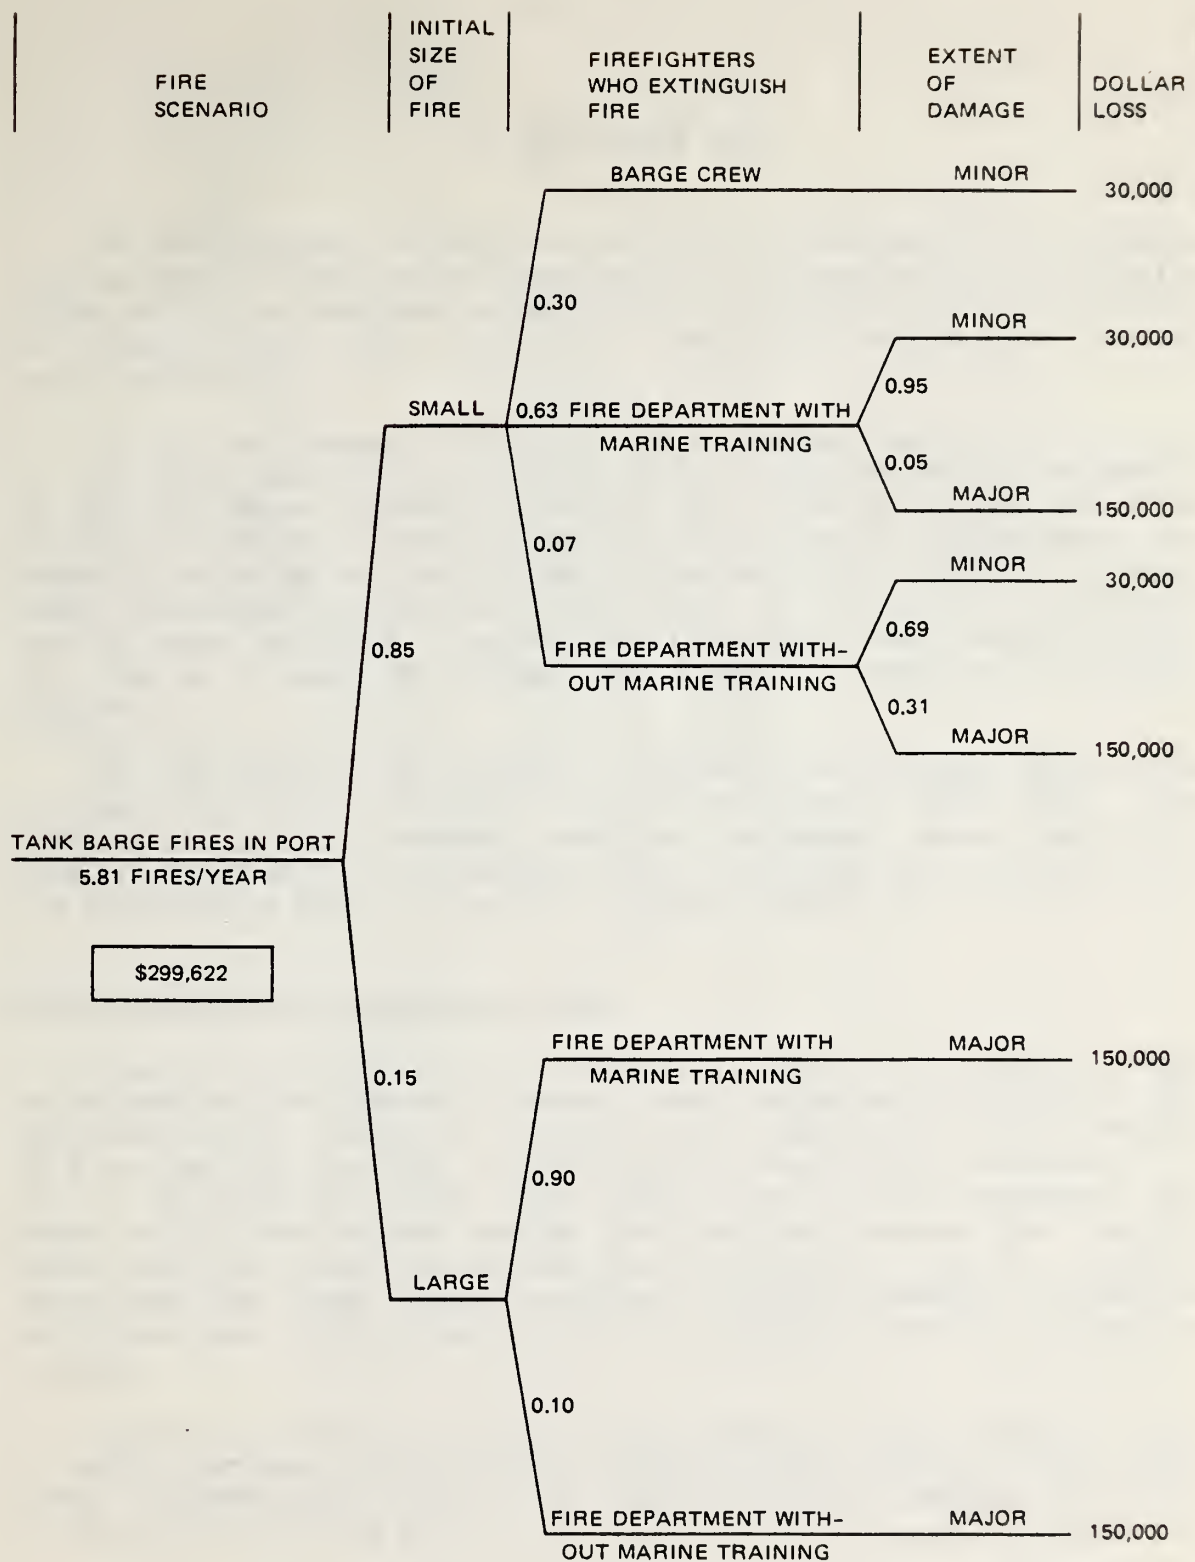 FIRE
SCENARIO
INITIAL
SIZE
OF
FIRE
FIREFIGHTERS
WHO EXTINGUISH
FIRE
EXTENT
OF
DAMAGE
DOLLAR
LOSS
BARGE CREW
MINOR
30,000
0.30
MINOR
30,000
0.95
SMALL
0.63 FIRE DEPARTMENT WITH
MARINE TRAINING
0.05
MAJOR
150,000
0.07
MINOR
30,000
0.69
0.85
FIRE DEPARTMENT WITH-
OUT MARINE TRAINING
0.31
MAJOR
150,000
TANK BARGE FIRES IN PORT
5.81 FIRES/YEAR
$299,622
FIRE DEPARTMENT WITH
MARINE TRAINING
MAJOR
150,000
0.15
0.90
LARGE
0.10
FIRE DEPARTMENT WITH-
OUT MARINE TRAINING
MAJOR
150,000